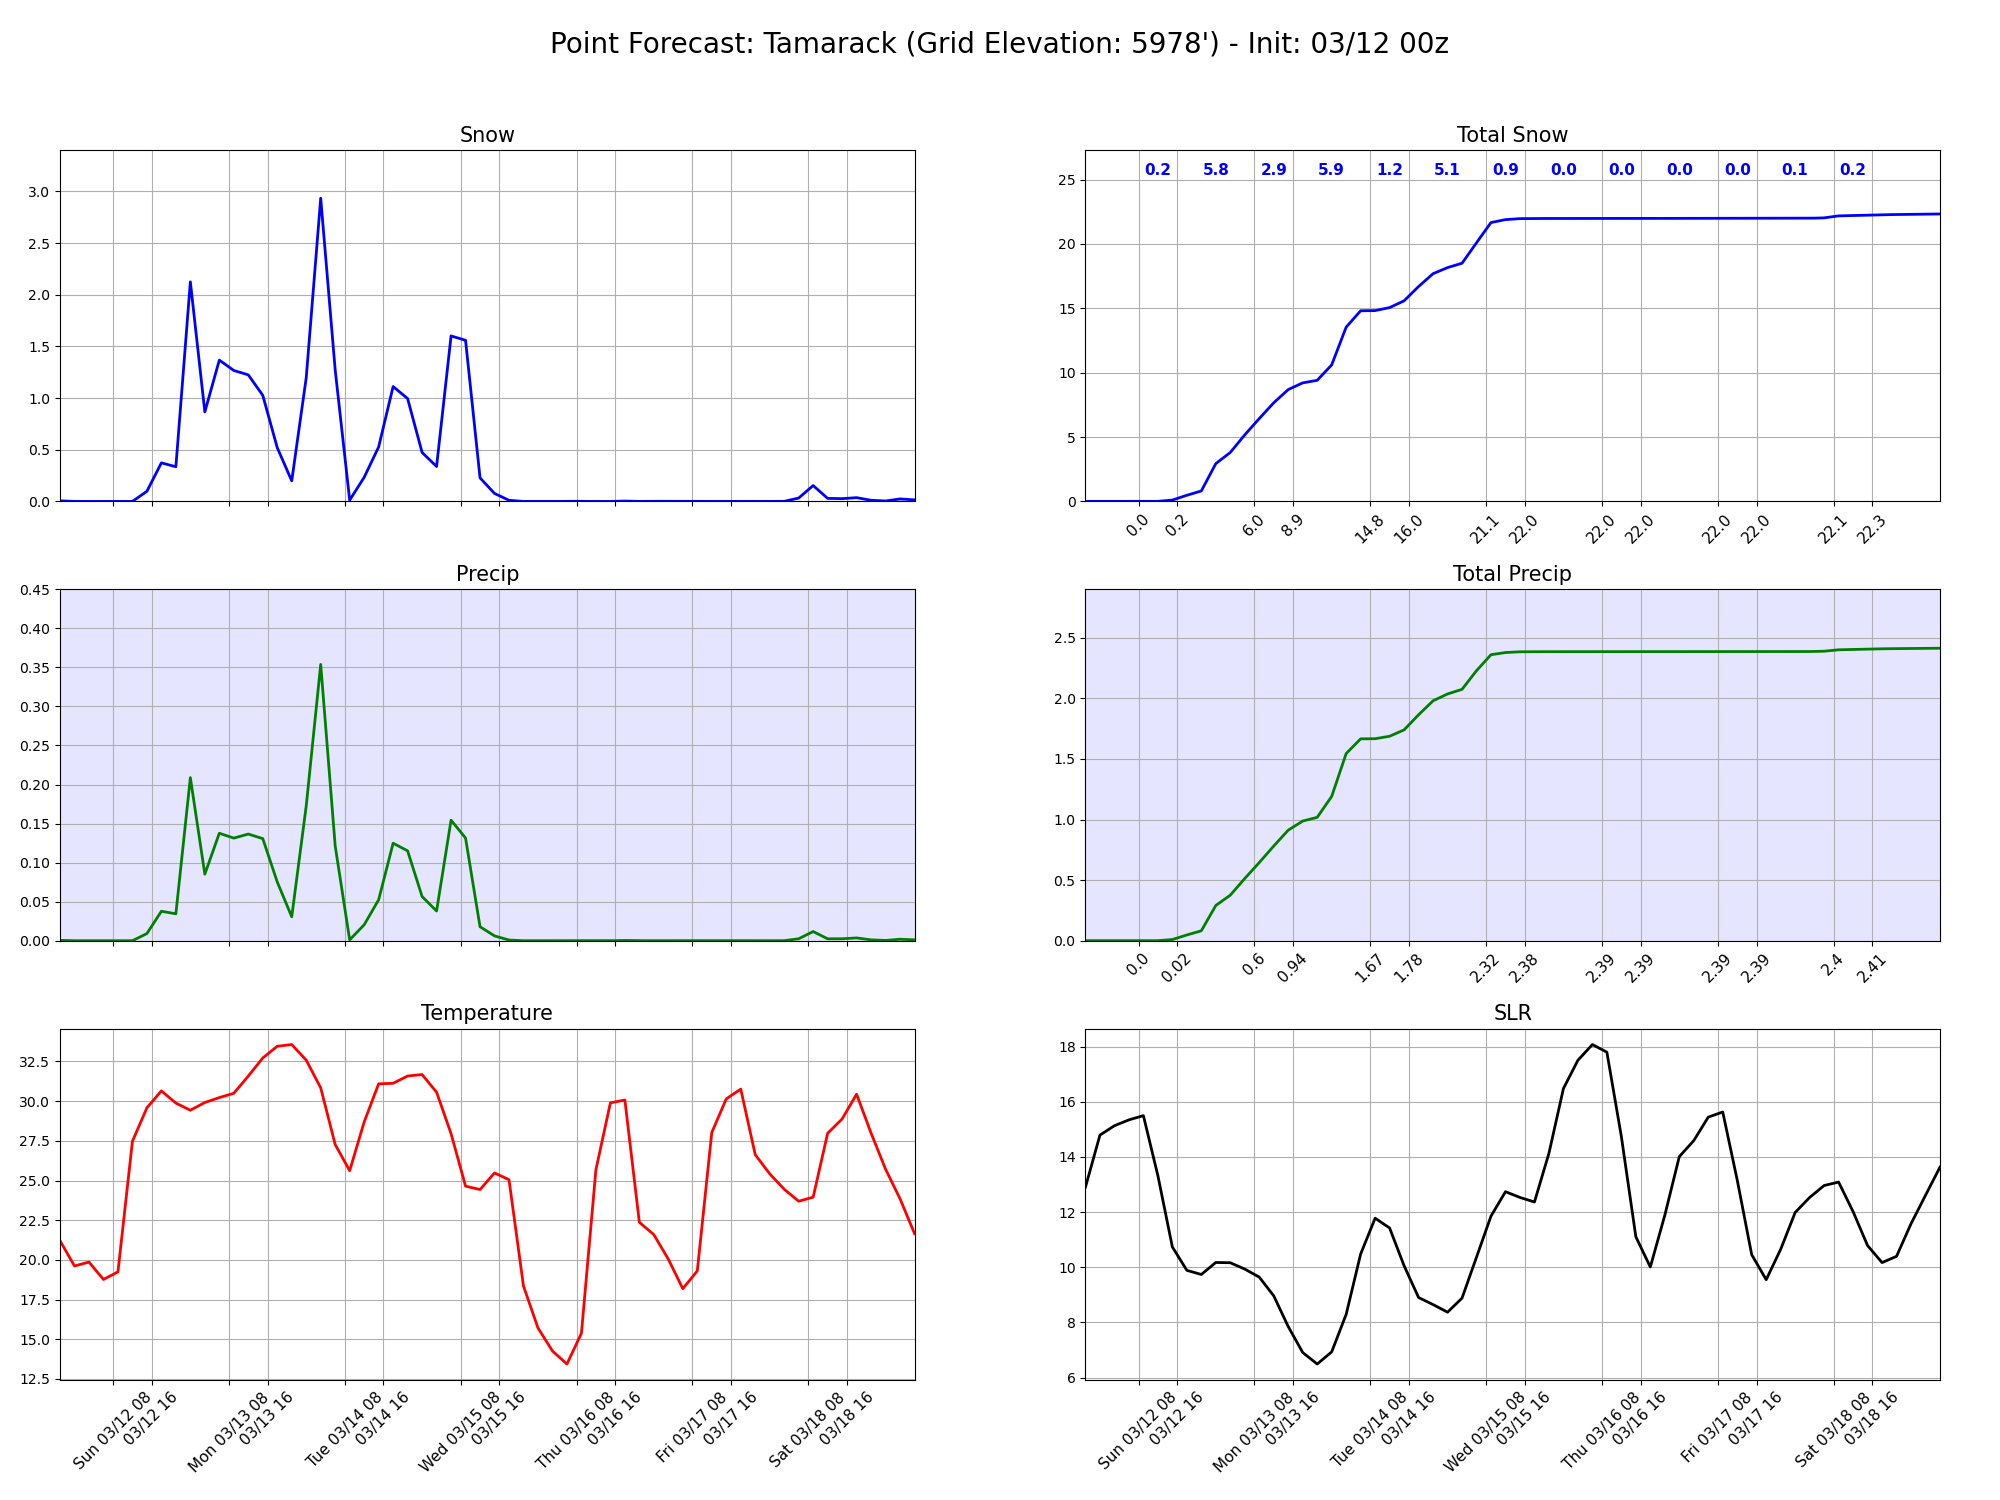 Point Forecast: Tamarack (Grid Elevation: 5978') - Init: 03/12 00z
Snow
3.0
2.5
2.0
1.5
1.0
0.5
0.0
Total Snow
0.2 5.8 2.9 5.9 1.2 5.1 0.9 0.0 0.0 0.0 0.0 0.1 0.2
25
20
15
10
5
0
0.0 0.2 6.0 8.9 14.8 16.0 21.1 22.0 22.0 22.0 22.0 22.0 22.1 22.3
Precip
0.45
0.40
0.35
0.30
0.25
0.20
0.15
0.10
0.05
0.00
Total Precip
2.5
2.0
1.5
1.0
0.5
0.0
0.0 0.02 0.6 0.94 1.67 1.78 2.32 2.38 2.39 2.39 2.39 2.39 2.4 2.41
Temperature
32.5
30.0
27.5
25.0
22.5
20.0
17.5
15.0
12.5
Sun 03/12 08
03/12 16
Mon 03/13 08
03/13 16
Tue 03/14 08
03/14 16
Wed 03/15 08
03/15 16
Thu 03/16 08
03/16 16
Fri 03/17 08
03/17 16
Sat 03/18 08
03/18 16
SLR
18
16
14
12
10
8
6
Sun 03/12 08
03/12 16
Mon 03/13 08
03/13 16
Tue 03/14 08
03/14 16
Wed 03/15 08
03/15 16
Thu 03/16 08
03/16 16
Fri 03/17 08
03/17 16
Sat 03/18 08
03/18 16